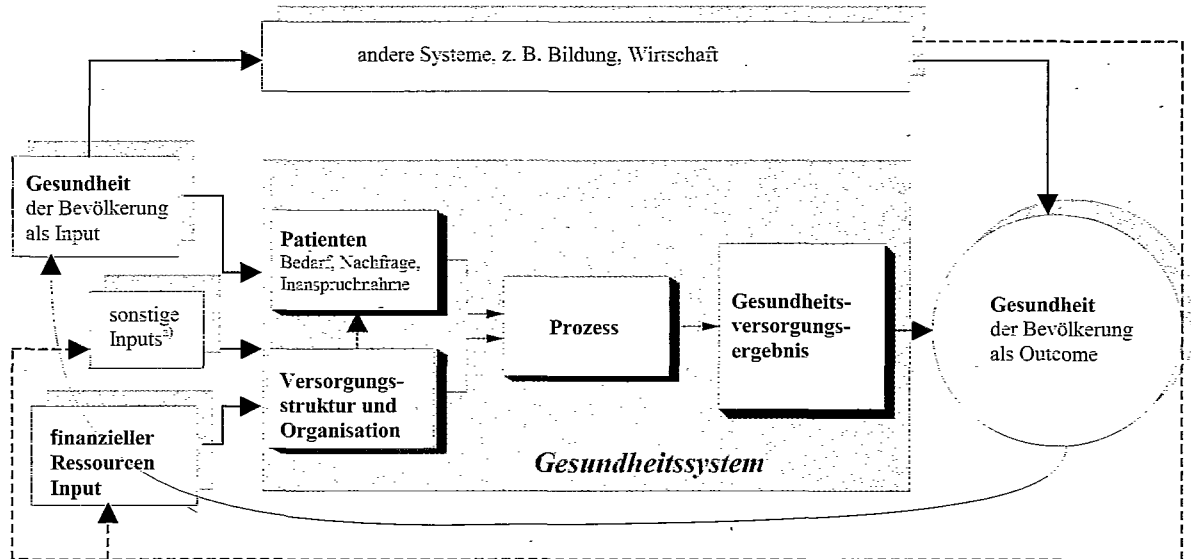 andere Systeme, z. B. Bildung, Wirtschaft
Gesundheit
der Bevölkerung
als Input
Patienten
Bedarf, Nachfrage,
Inanspruchnahme
sonstige
Inputs
Versorgungs-
struktur und
Organisation
finanzieller
Ressourcen
Input
Prozess
Gesundheits-
versorgungs-
ergebnis
Gesundheit
der Bevölkerung
als Outcome
Gesundheitssystem